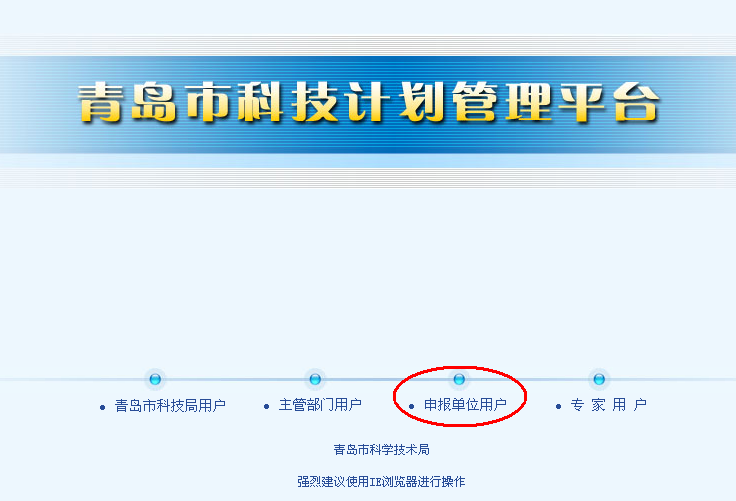 青岛市科技计划管理平台
青岛市科技局用户 主管部门用户 申报单位用户 专家用户
青岛市科学技术局
强烈建议使用IE浏览器进行操作